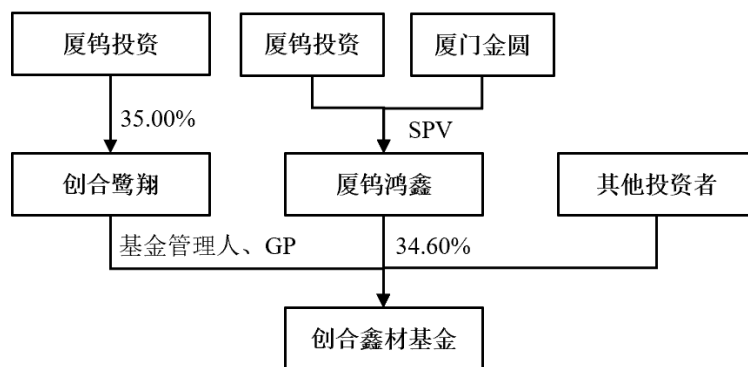 厦钨投资
厦钨投资
厦门金圆
35.00%
SPV
创合鹭翔
厦钨鸿鑫
其他投资者
基金管理人、GP
34.60%
创合鑫材基金